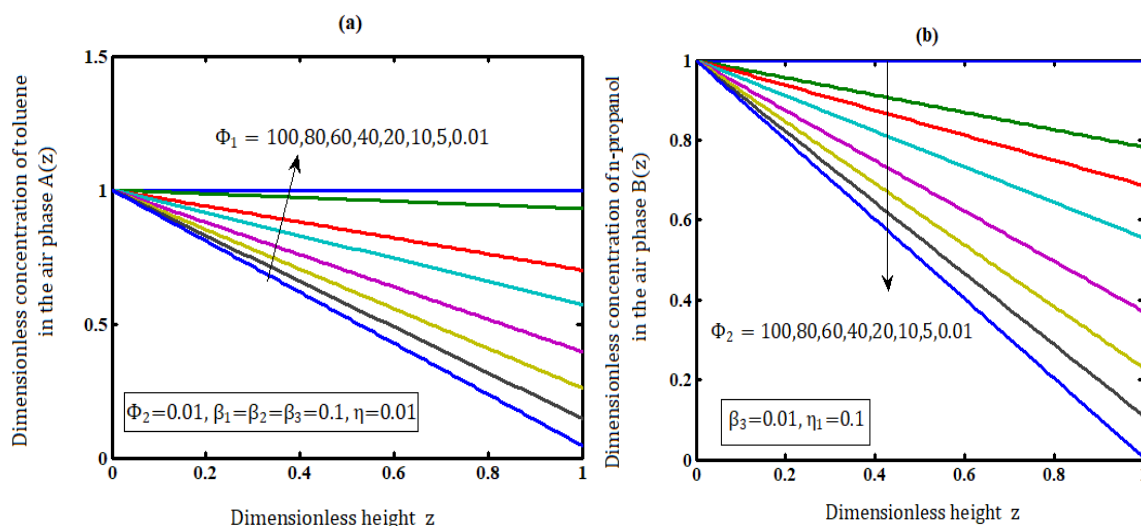 (a)
Dimensionless concentration of toluene
in the air phase A(z)
1.5
1
0.5
0
Φ₁ = 100,80,60,40,20,10,5,0.01
Φ₂=0.01, β₁=β₂=β₃=0.1, η=0.01
0 0.2 0.4 0.6 0.8 1
Dimensionless height z
(b)
Dimensionless concentration of n-propanol
in the air phase B(z)
1
0.8
0.6
0.4
0.2
0
Φ₂ = 100,80,60,40,20,10,5,0.01
β₃=0.01, η₁=0.1
0 0.2 0.4 0.6 0.8 1
Dimensionless height z